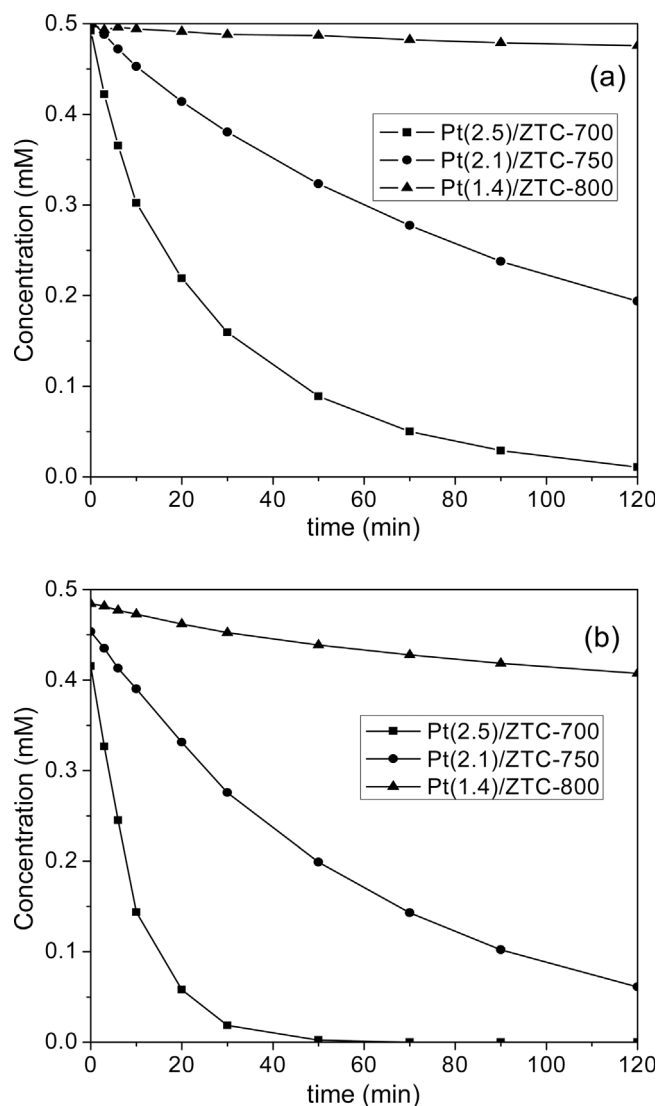 0.5
0.4
0.3
0.2
0.1
0.0
Concentration (mM)
(a)
Pt(2.5)/ZTC-700
Pt(2.1)/ZTC-750
Pt(1.4)/ZTC-800
0 20 40 60 80 100 120
time (min)
0.5
0.4
0.3
0.2
0.1
0.0
Concentration (mM)
(b)
Pt(2.5)/ZTC-700
Pt(2.1)/ZTC-750
Pt(1.4)/ZTC-800
0 20 40 60 80 100 120
time (min)